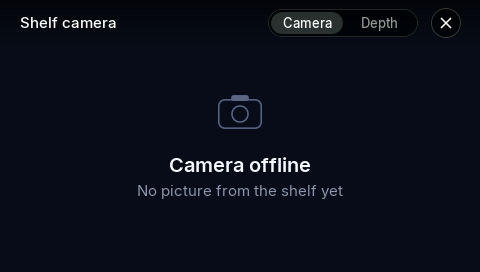 Shelf camera
Camera Depth
Camera offline
No picture from the shelf yet